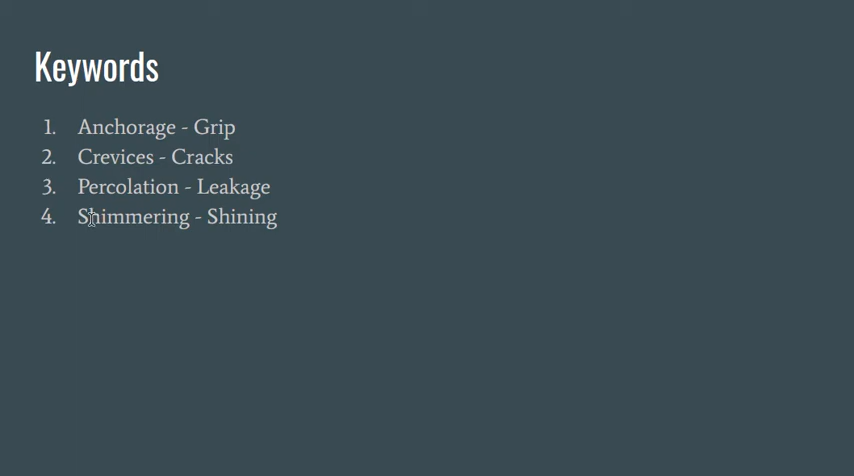 Keywords
1. Anchorage - Grip
2. Crevices - Cracks
3. Percolation - Leakage
4. Shimmering - Shining